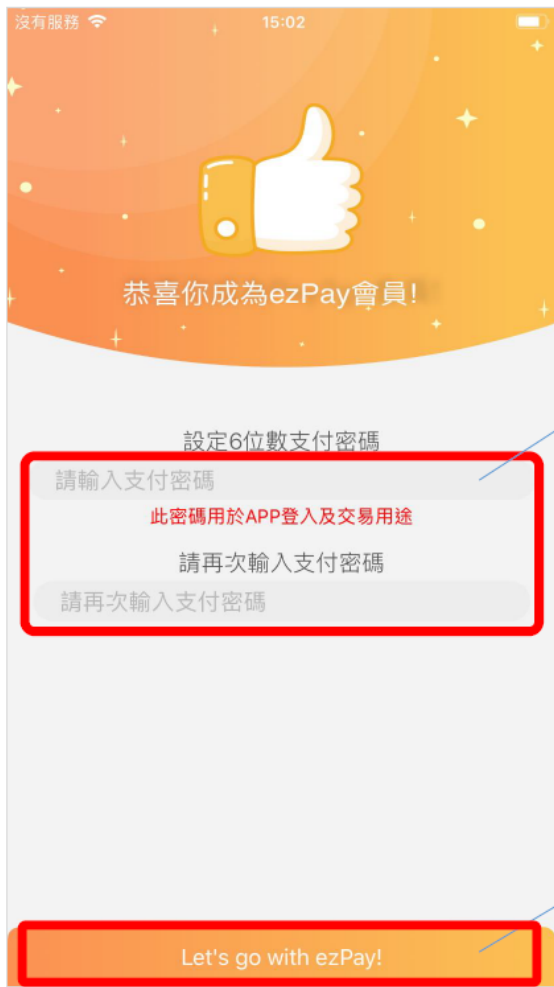 沒有服務 15:02
恭喜你成為ezPay會員!
設定6位數支付密碼
請輸入支付密碼
此密碼用於APP登入及交易用途
請再次輸入支付密碼
請再次輸入支付密碼
Let's go with ezPay!